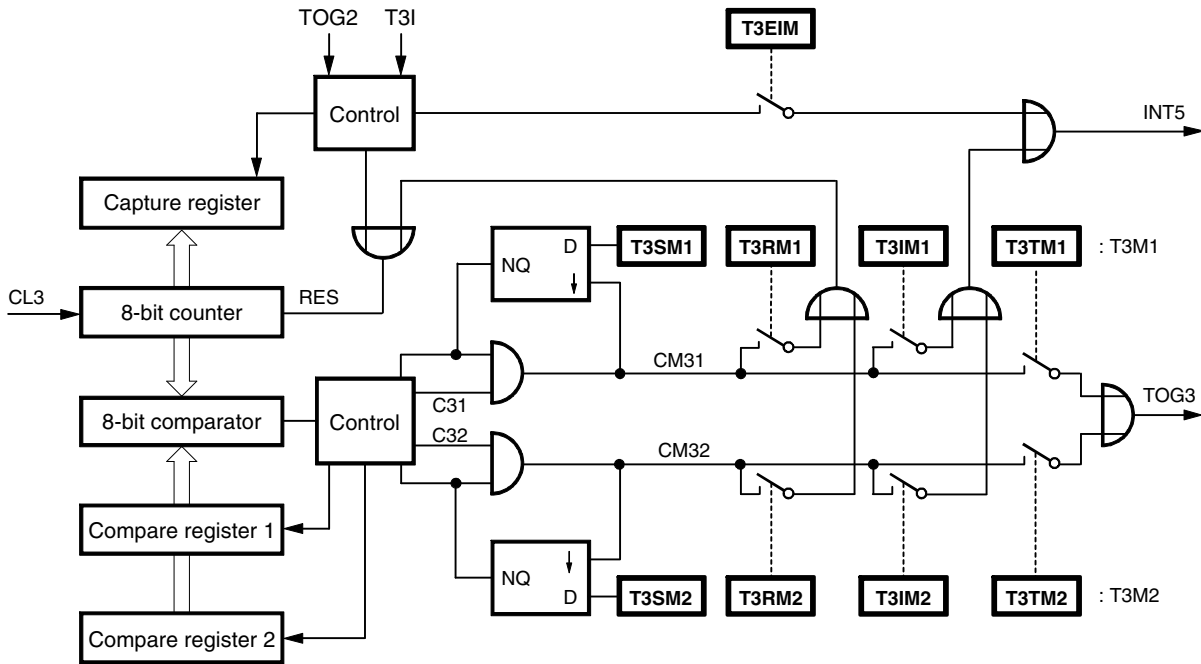 TOG2 T3I
T3EIM
Control
INT5
Capture register
D T3SM1 T3RM1 T3IM1 T3TM1 : T3M1
NQ
CL3 8-bit counter RES
CM31
C31
8-bit comparator Control TOG3
C32
CM32
Compare register 1
NQ
D T3SM2 T3RM2 T3IM2 T3TM2 : T3M2
Compare register 2